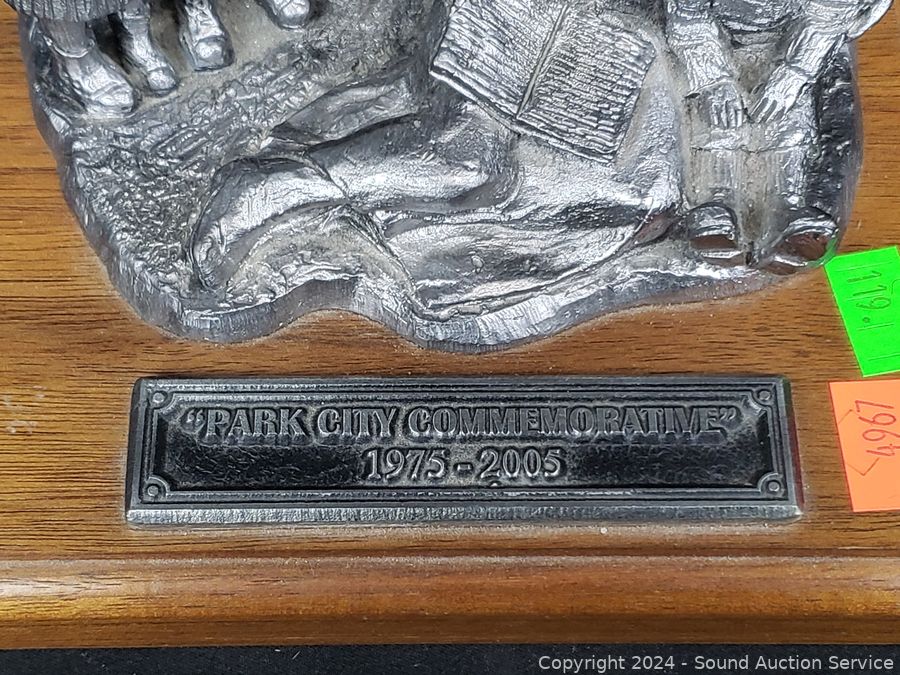 “PARK CITY COMMEMORATIVE”
1975-2005
119.1
4967
Copyright 2024 - Sound Auction Service